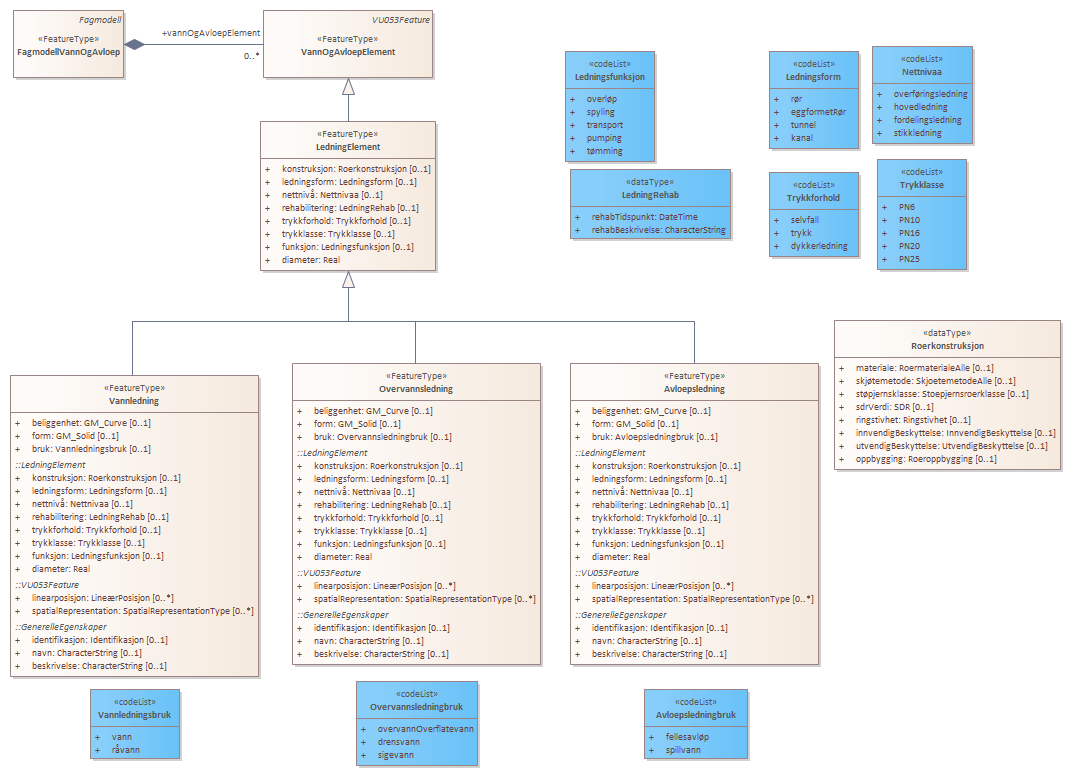 Fagmodell
«FeatureType»
FagmodellVannOgAvloep
+vannOgAvloepElement
0..*
VU053Feature
«FeatureType»
VannOgAvloepElement
«FeatureType»
LedningElement
+ konstruksjon: Roerkonstruksjon [0..1]
+ ledningsform: Ledningsform [0..1]
+ nettnivå: Nettnivaa [0..1]
+ rehabilitering: LedningRehab [0..1]
+ trykkforhold: Trykkforhold [0..1]
+ trykklasse: Trykklasse [0..1]
+ funksjon: Ledningsfunksjon [0..1]
+ diameter: Real
«codeList»
Ledningsfunksjon
+ overløp
+ spyling
+ transport
+ pumping
+ tømming
«dataType»
LedningRehab
+ rehabTidspunkt: DateTime
+ rehabBeskrivelse: CharacterString
«codeList»
Ledningsform
+ rør
+ eggformetRør
+ tunnel
+ kanal
«codeList»
Nettnivaa
+ overføringsledning
+ hovedledning
+ fordelingsledning
+ stikkledning
«codeList»
Trykkforhold
+ selvfall
+ trykk
+ dykkerledning
«codeList»
Trykklasse
+ PN6
+ PN10
+ PN16
+ PN20
+ PN25
«FeatureType»
Vannledning
+ beliggenhet: GM_Curve [0..1]
+ form: GM_Solid [0..1]
+ bruk: Vannledningsbruk [0..1]
::LedningElement
+ konstruksjon: Roerkonstruksjon [0..1]
+ ledningsform: Ledningsform [0..1]
+ nettnivå: Nettnivaa [0..1]
+ rehabilitering: LedningRehab [0..1]
+ trykkforhold: Trykkforhold [0..1]
+ trykklasse: Trykklasse [0..1]
+ funksjon: Ledningsfunksjon [0..1]
+ diameter: Real
::VU053Feature
+ linearposisjon: LineærPosisjon [0..*]
+ spatialRepresentation: SpatialRepresentationType [0..*]
::GenerelleEgenskaper
+ identifikasjon: Identifikasjon [0..1]
+ navn: CharacterString [0..1]
+ beskrivelse: CharacterString [0..1]
«FeatureType»
Overvannsledning
+ beliggenhet: GM_Curve [0..1]
+ form: GM_Solid [0..1]
+ bruk: Overvannsledningbruk [0..1]
::LedningElement
+ konstruksjon: Roerkonstruksjon [0..1]
+ ledningsform: Ledningsform [0..1]
+ nettnivå: Nettnivaa [0..1]
+ rehabilitering: LedningRehab [0..1]
+ trykkforhold: Trykkforhold [0..1]
+ trykklasse: Trykklasse [0..1]
+ funksjon: Ledningsfunksjon [0..1]
+ diameter: Real
::VU053Feature
+ linearposisjon: LineærPosisjon [0..*]
+ spatialRepresentation: SpatialRepresentationType [0..*]
::GenerelleEgenskaper
+ identifikasjon: Identifikasjon [0..1]
+ navn: CharacterString [0..1]
+ beskrivelse: CharacterString [0..1]
«FeatureType»
Avloepsledning
+ beliggenhet: GM_Curve [0..1]
+ form: GM_Solid [0..1]
+ bruk: Avloepsledningbruk [0..1]
::LedningElement
+ konstruksjon: Roerkonstruksjon [0..1]
+ ledningsform: Ledningsform [0..1]
+ nettnivå: Nettnivaa [0..1]
+ rehabilitering: LedningRehab [0..1]
+ trykkforhold: Trykkforhold [0..1]
+ trykklasse: Trykklasse [0..1]
+ funksjon: Ledningsfunksjon [0..1]
+ diameter: Real
::VU053Feature
+ linearposisjon: LineærPosisjon [0..*]
+ spatialRepresentation: SpatialRepresentationType [0..*]
::GenerelleEgenskaper
+ identifikasjon: Identifikasjon [0..1]
+ navn: CharacterString [0..1]
+ beskrivelse: CharacterString [0..1]
«dataType»
Roerkonstruksjon
+ materiale: RoermaterialeAlle [0..1]
+ skjøtemetode: SkjoetemetodeAlle [0..1]
+ støpjernsklasse: Stoepjernsroerklasse [0..1]
+ sdrVerdi: SDR [0..1]
+ ringstivhet: Ringstivhet [0..1]
+ innvendigBeskyttelse: InnvendigBeskyttelse [0..1]
+ utvendigBeskyttelse: UtvendigBeskyttelse [0..1]
+ oppbygging: Roeroppbygging [0..1]
«codeList»
Vannledningsbruk
+ vann
+ råvann
«codeList»
Overvannsledningbruk
+ overvannOverflatevann
+ drensvann
+ sigevann
«codeList»
Avloepsledningbruk
+ fellesavløp
+ spillvann